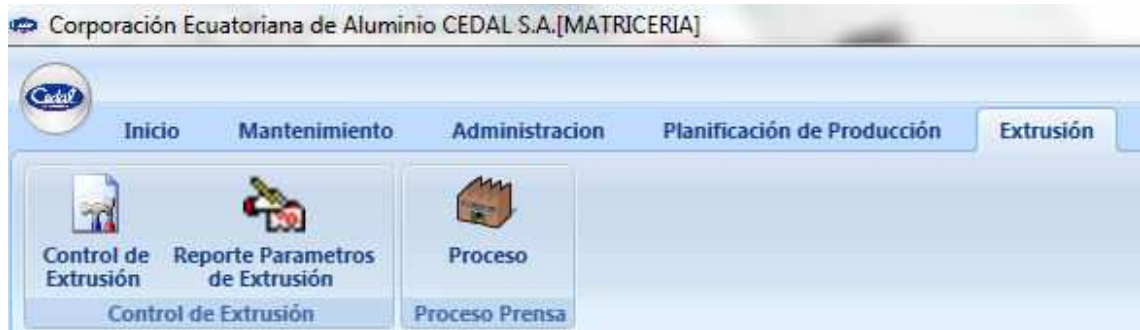 Corporación Ecuatoriana de Aluminio CEDAL S.A.[MATRICERIA]
Cedal
Inicio Mantenimiento Administracion Planificación de Producción Extrusión
Control de Extrusión
Reporte Parametros de Extrusión
Proceso
Control de Extrusión Proceso Prensa